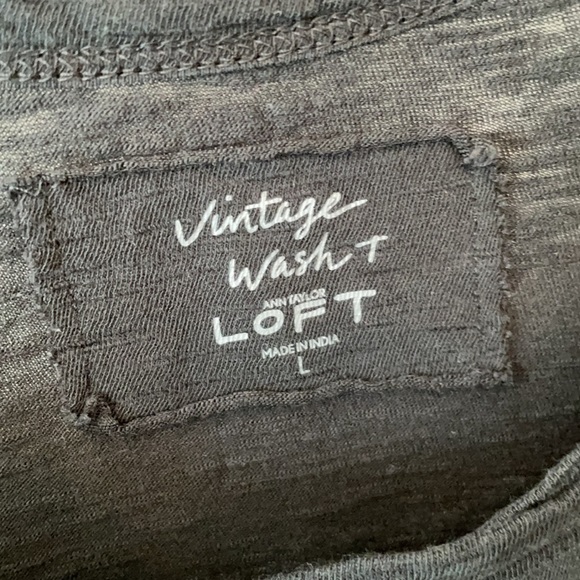 Vintage
Wash T
ANN TAYLOR
LOFT
MADE IN INDIA
L